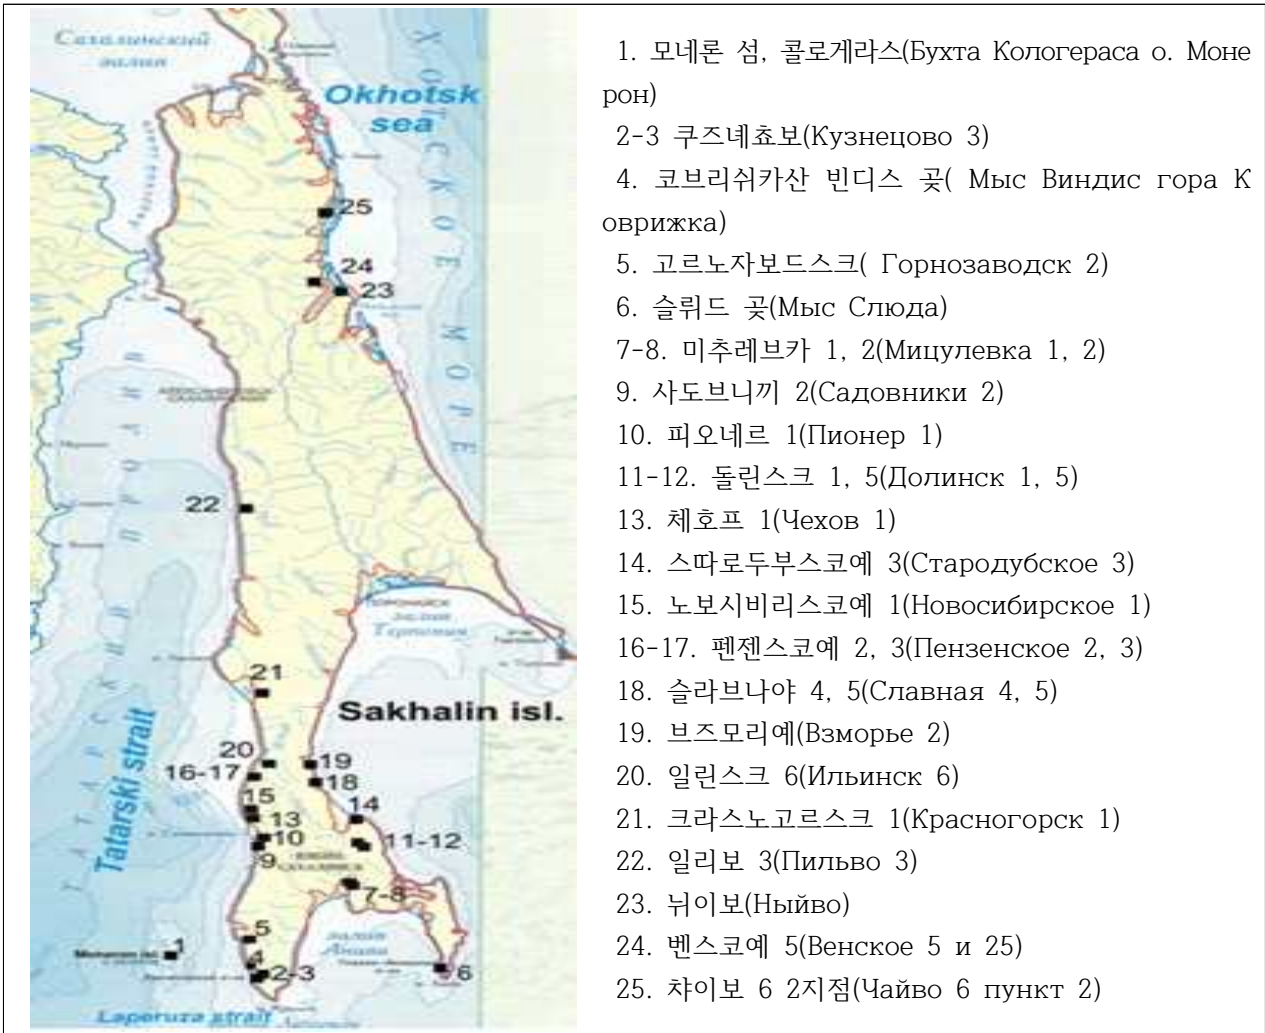 Сахалинский
залив
Okhotsk
sea
ОХОТСКОЕ МОРЕ
25
24
23
22
21
Sakhalin isl.
20
19
16-17
18
15
14
13
10
11-12
9
7-8
Tatarski strait
5
залив
Анива
1
4
Moneron isl.
2-3
6
Laperuza strait
1. 모네론 섬, 콜로게라스(Бухта Кологераса о. Моне
рон)
2-3 쿠즈녜쵸보(Кузнецово 3)
4. 코브리쉬카산 빈디스 곶( Мыс Виндис гора К
оврижка)
5. 고르노자보드스크( Горнозаводск 2)
6. 슬뤼드 곶(Мыс Слюда)
7-8. 미추레브카 1, 2(Мицулевка 1, 2)
9. 사도브니끼 2(Садовники 2)
10. 피오네르 1(Пионер 1)
11-12. 돌린스크 1, 5(Долинск 1, 5)
13. 체호프 1(Чехов 1)
14. 스따로두부스코예 3(Стародубское 3)
15. 노보시비리스코예 1(Новосибирское 1)
16-17. 펜젠스코예 2, 3(Пензенское 2, 3)
18. 슬라브나야 4, 5(Славная 4, 5)
19. 브즈모리예(Взморье 2)
20. 일린스크 6(Ильинск 6)
21. 크라스노고르스크 1(Красногорск 1)
22. 일리보 3(Пильво 3)
23. 뉘이보(Ныйво)
24. 벤스코예 5(Венское 5 и 25)
25. 챠이보 6 2지점(Чайво 6 пункт 2)